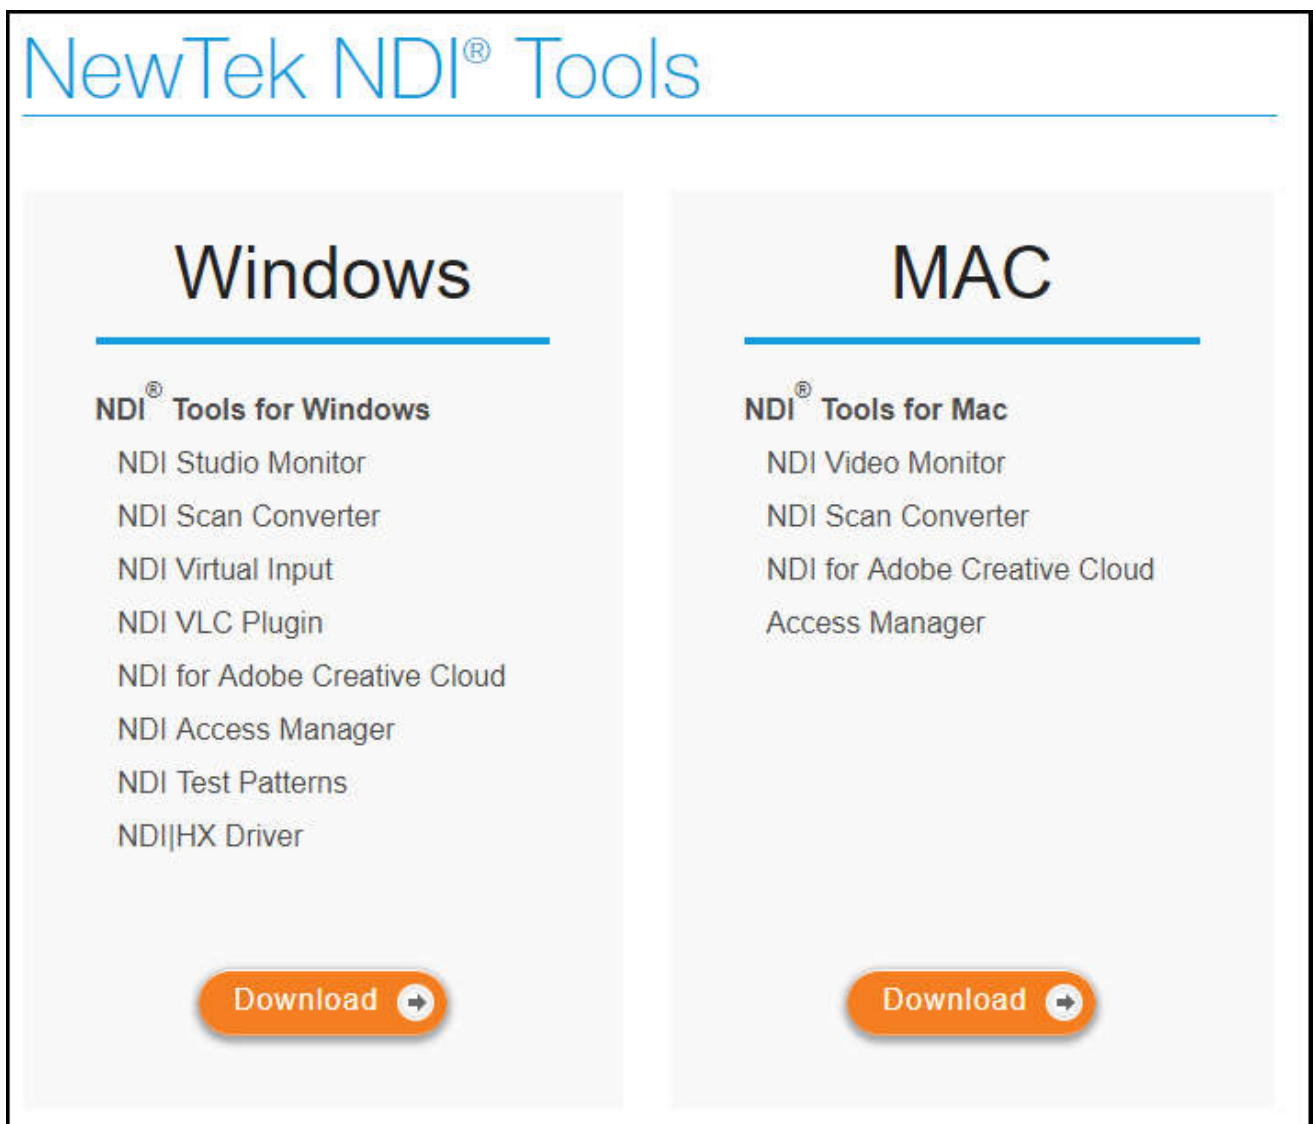 NewTek NDI® Tools
Windows
NDI® Tools for Windows
NDI Studio Monitor
NDI Scan Converter
NDI Virtual Input
NDI VLC Plugin
NDI for Adobe Creative Cloud
NDI Access Manager
NDI Test Patterns
NDI|HX Driver
Download
MAC
NDI® Tools for Mac
NDI Video Monitor
NDI Scan Converter
NDI for Adobe Creative Cloud
Access Manager
Download